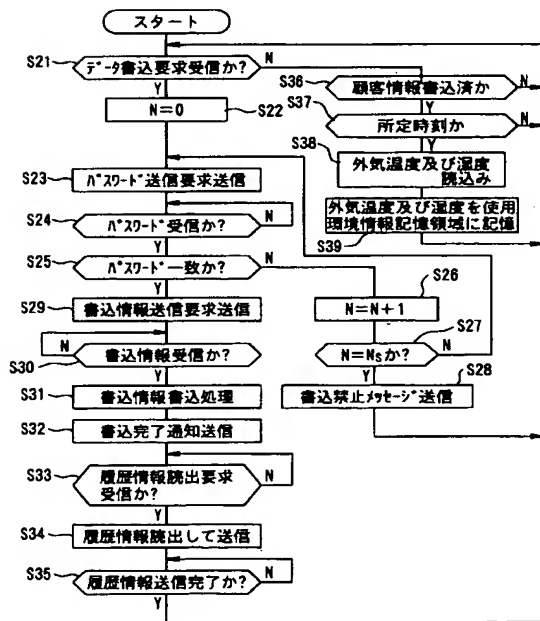 スタート
S21
ﾃﾞｰﾀ書込要求受信か?
N
Y
N=0
S22
S23
ﾊﾟｽﾜｰﾄﾞ送信要求送信
S24
ﾊﾟｽﾜｰﾄﾞ受信か?
N
Y
S25
ﾊﾟｽﾜｰﾄﾞ一致か?
N
Y
S29
書込情報送信要求送信
S30
N
書込情報受信か?
Y
S31
書込情報書込処理
S32
書込完了通知送信
S33
履歴情報読出要求
受信か?
N
Y
S34
履歴情報読出して送信
S35
履歴情報送信完了か?
N
Y
S36
顧客情報書込済か
N
Y
S37
所定時刻か
N
Y
S38
外気温度及び湿度
読込み
外気温度及び湿度を使用
環境情報記憶領域に記憶
S39
S26
N=N+1
S27
N=Nsか?
N
Y
S28
書込禁止ﾒｯｾｰｼﾞ送信